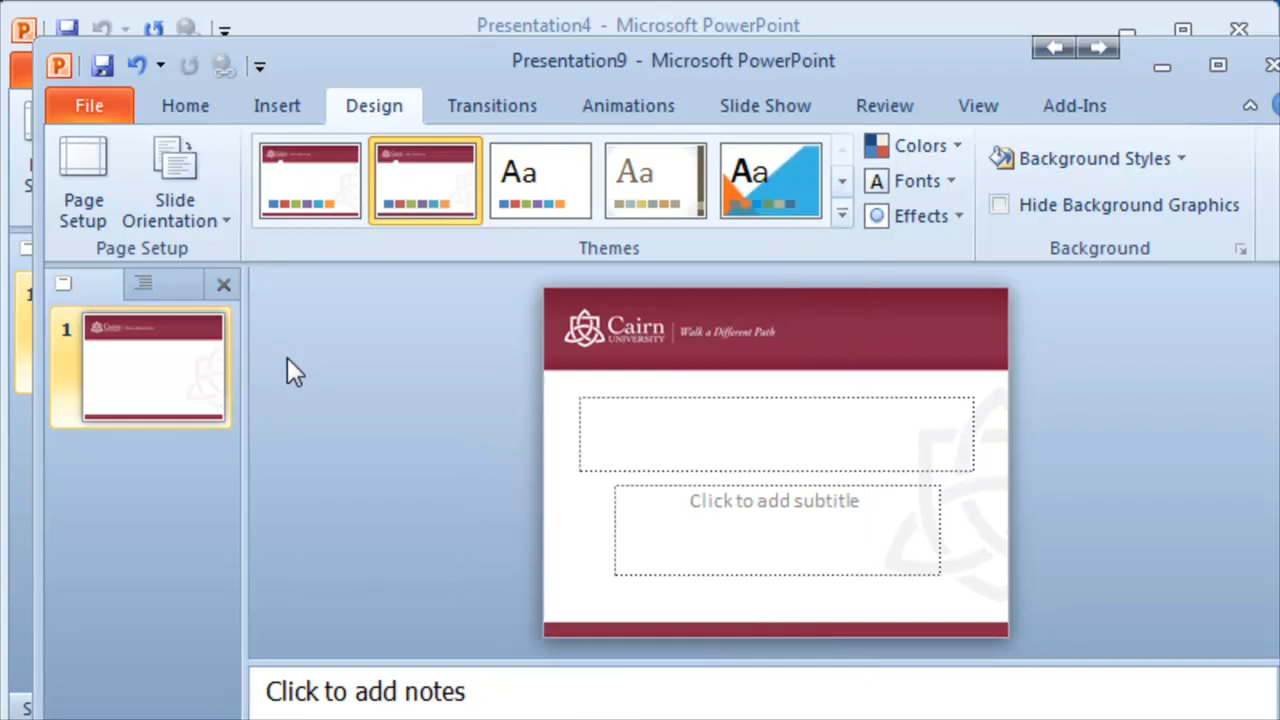 Presentation4 - Microsoft PowerPoint
Presentation9 - Microsoft PowerPoint
File Home Insert Design Transitions Animations Slide Show Review View Add-Ins
Page Setup
Slide Orientation
Page Setup
Aa Aa Aa
Themes
Colors
Fonts
Effects
Background Styles
Hide Background Graphics
Background
1
Cairn
UNIVERSITY
Walk a Different Path
Click to add subtitle
Click to add notes